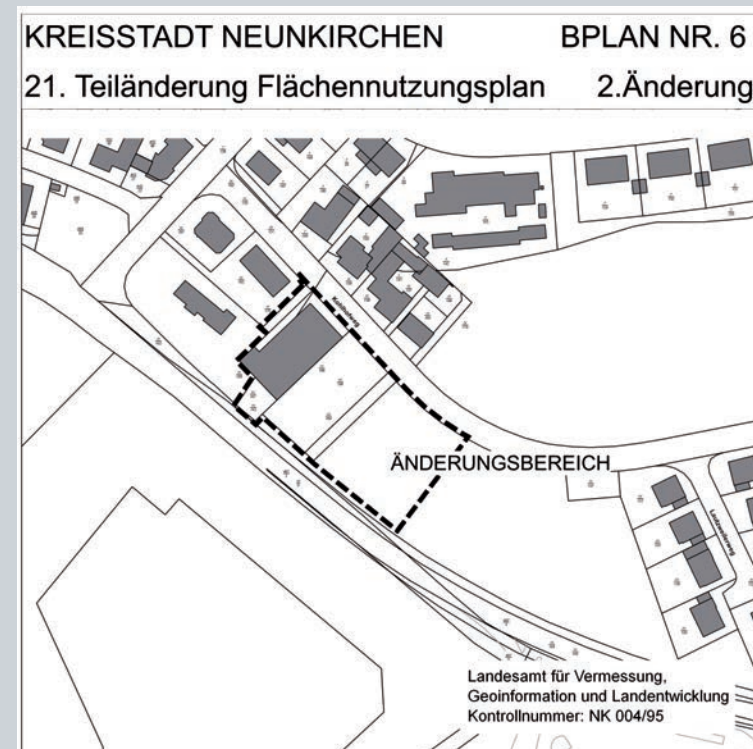 KREISSTADT NEUNKIRCHEN BPLAN NR. 6
21. Teiländerung Flächennutzungsplan 2.Änderung
ÄNDERUNGSBEREICH
Landesamt für Vermessung,
Geoinformation und Landentwicklung
Kontrollnummer: NK 004/95